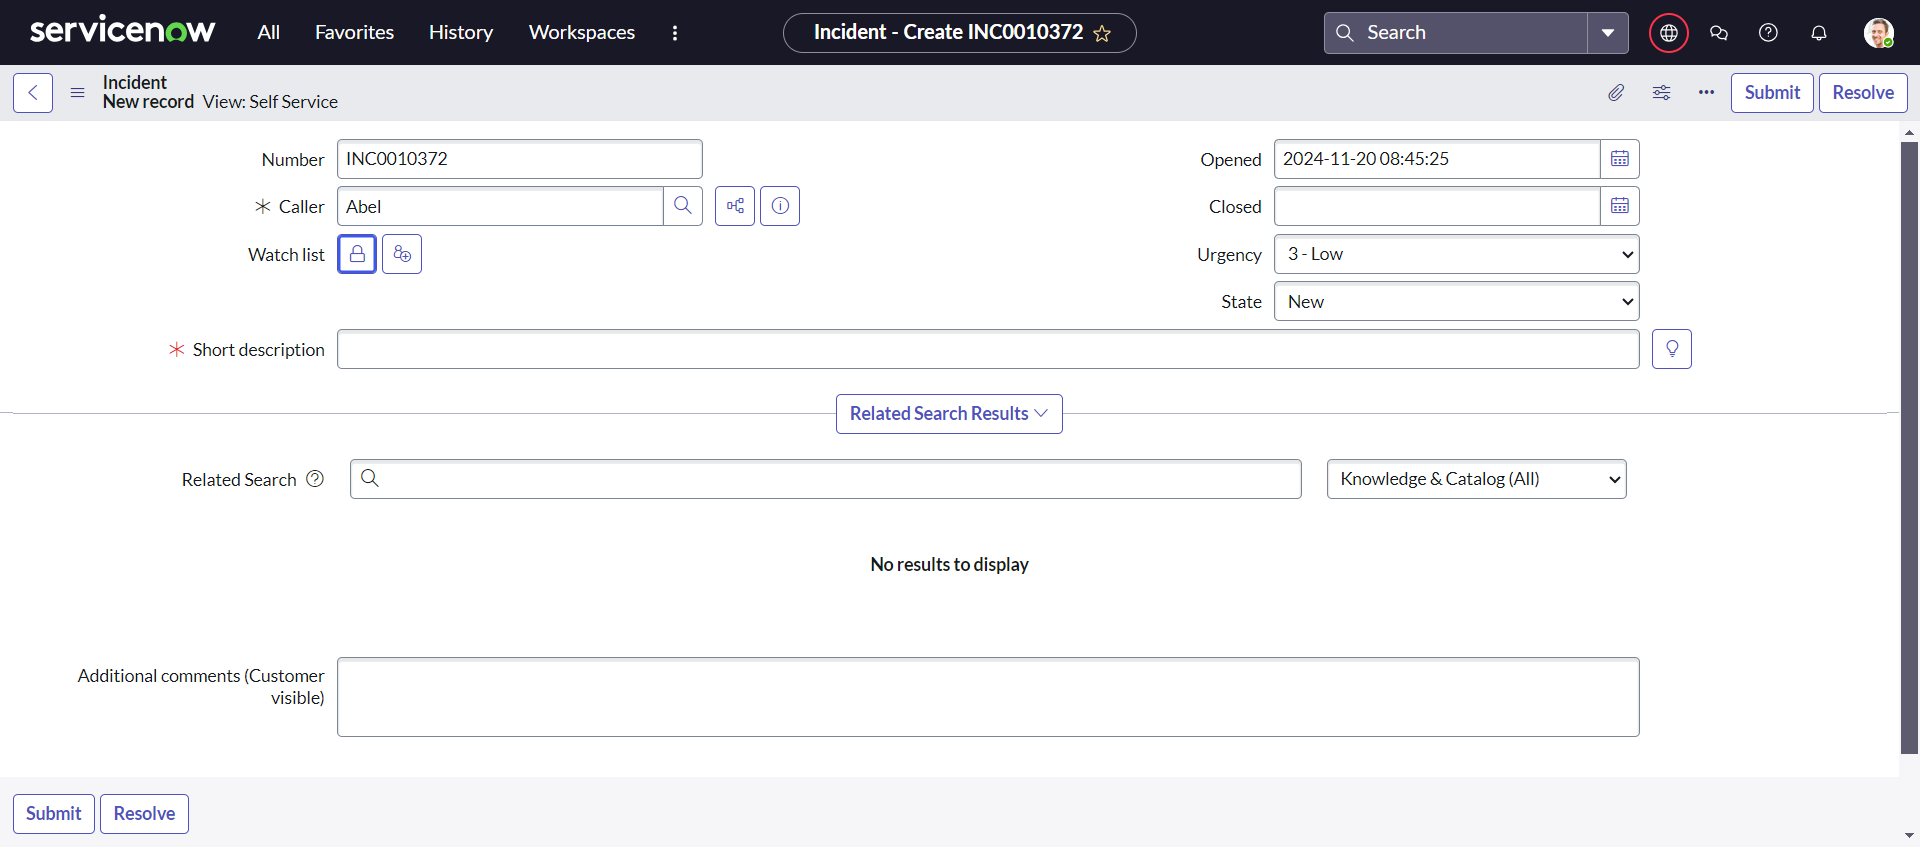 servicenow All Favorites History Workspaces Incident - Create INC0010372 Search
Incident
New record View: Self Service Submit Resolve
Number INC0010372 Opened 2024-11-20 08:45:25
Caller Abel Closed
Watch list Urgency 3 - Low
State New
Short description
Related Search Results
Related Search Knowledge & Catalog (All)
No results to display
Additional comments (Customer
visible)
Submit Resolve